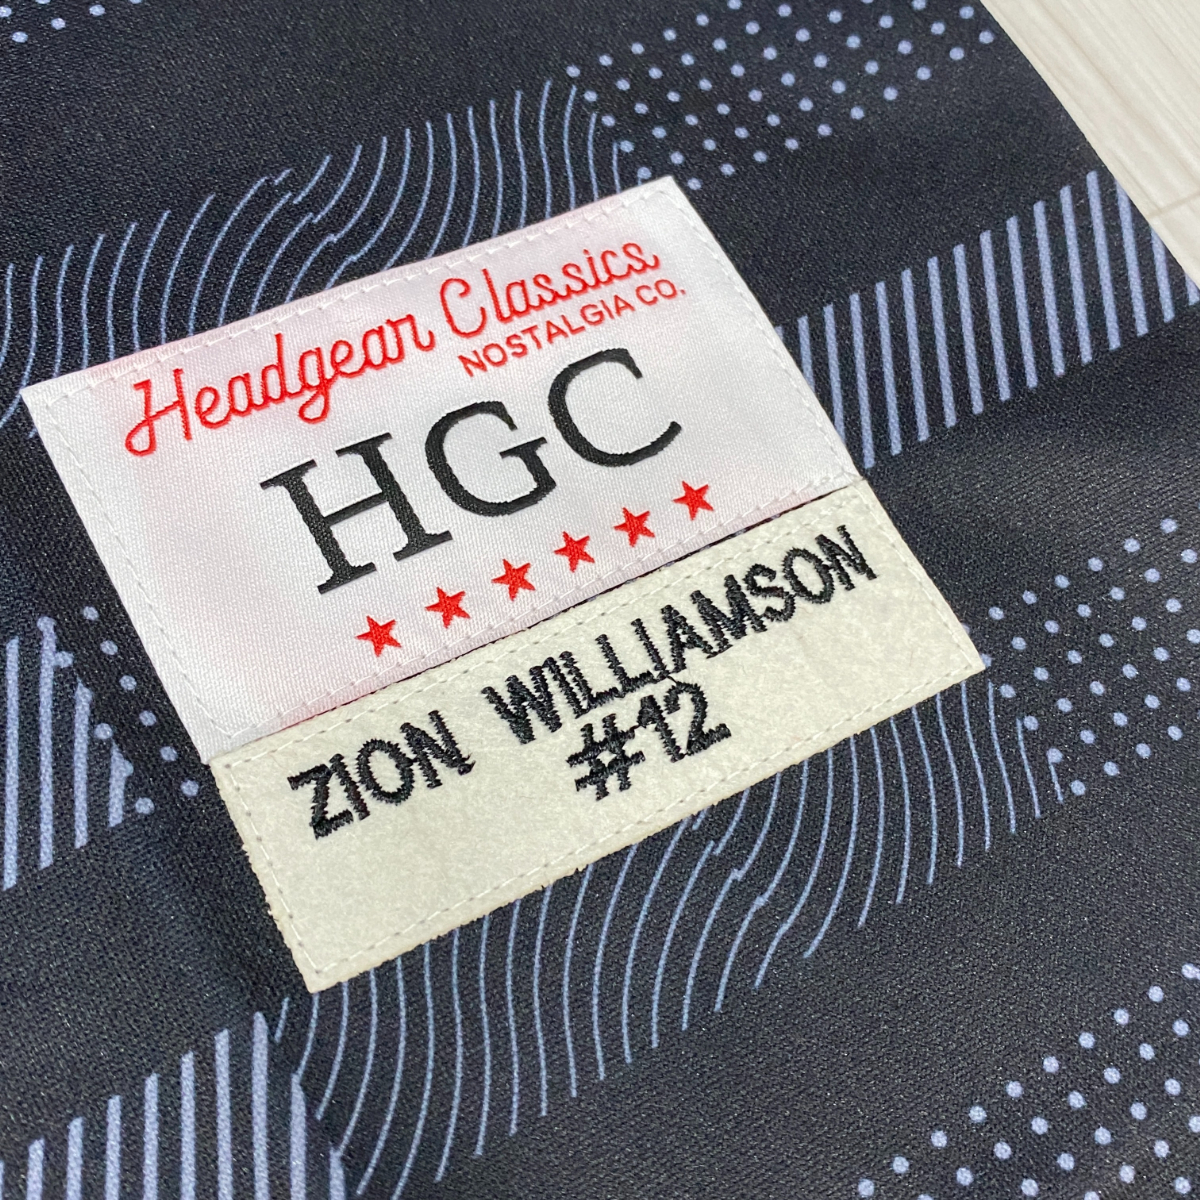 Headgear Classics
NOSTALGIA CO.
HGC
ZION WILLIAMSON
#12